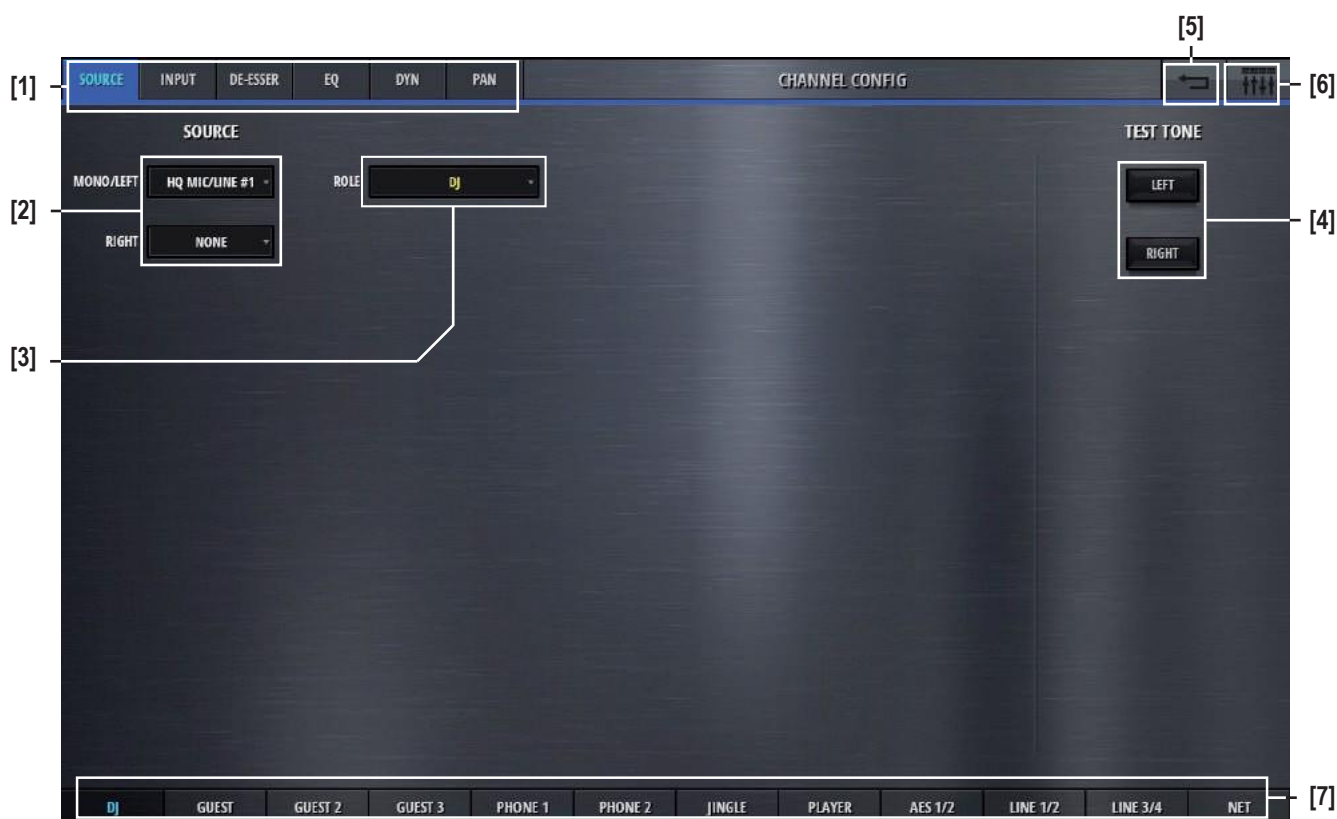 [5]
[1]
SOURCE INPUT DE-ESSER EQ DYN PAN CHANNEL CONFIG
[6]
SOURCE
TEST TONE
MONO/LEFT HQ MIC/LINE #1
ROLE DJ
LEFT
[2]
[4]
RIGHT NONE
RIGHT
[3]
DJ GUEST GUEST 2 GUEST 3 PHONE 1 PHONE 2 JINGLE PLAYER AES 1/2 LINE 1/2 LINE 3/4 NET
[7]